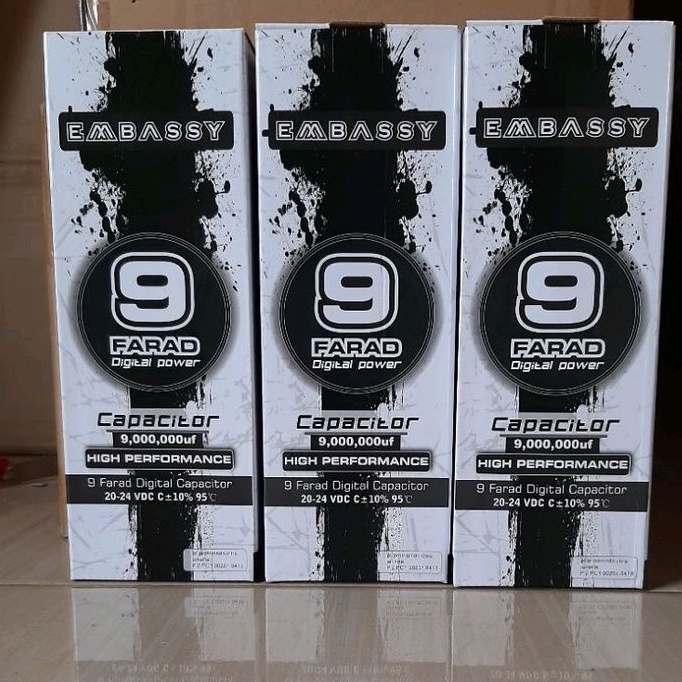 EMBASSY
9
FARAD
Digital power
Capacitor
9,000,000uf
HIGH PERFORMANCE
9 Farad Digital Capacitor
20-24 VDC C±10% 95℃
EMBASSY
9
FARAD
Digital power
Capacitor
9,000,000uf
HIGH PERFORMANCE
9 Farad Digital Capacitor
20-24 VDC C±10% 95℃
EMBASSY
9
FARAD
Digital power
Capacitor
9,000,000uf
HIGH PERFORMANCE
9 Farad Digital Capacitor
20-24 VDC C±10% 95℃